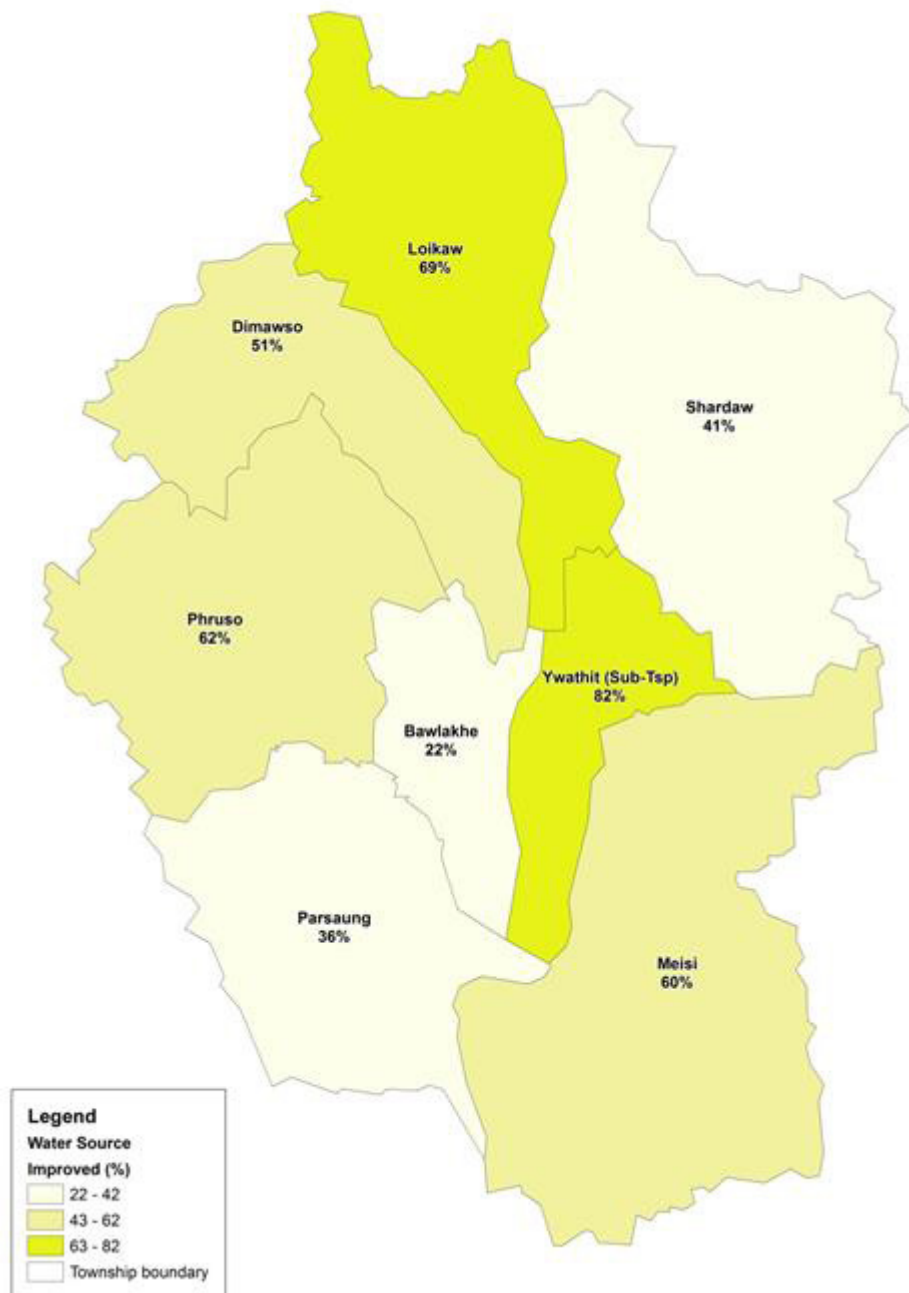 Loikaw
69%
Dimawso
51%
Shardaw
41%
Phruso
62%
Ywathit (Sub-Tsp)
82%
Bawlakhe
22%
Parsaung
36%
Meisi
60%
Legend
Water Source
Improved (%)
22 - 42
43 - 62
63 - 82
Township boundary